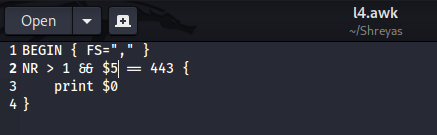 Open
l4.awk
~/Shreyas
1 BEGIN { FS="," }
2 NR > 1 && $5 == 443 {
3 print $0
4 }